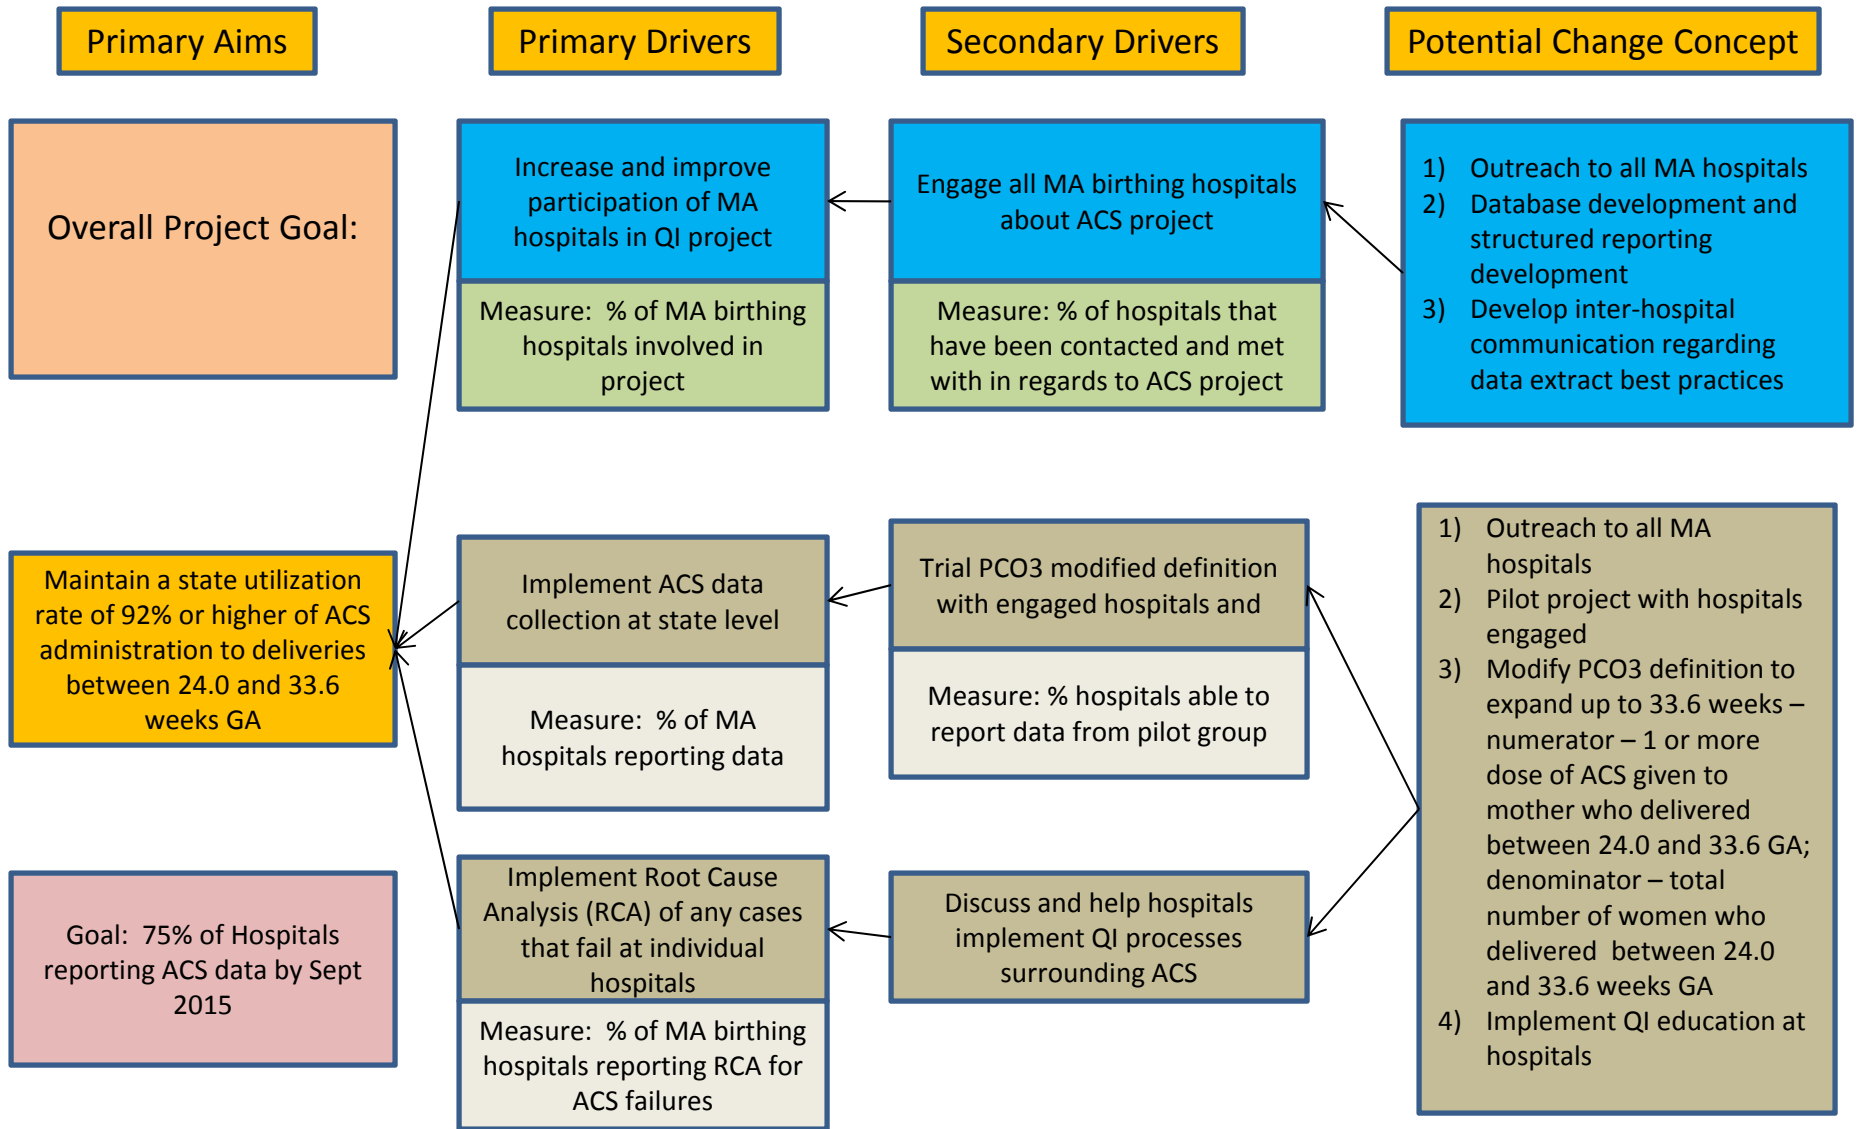 Primary Aims
Primary Drivers
Secondary Drivers
Potential Change Concept
Overall Project Goal:
Increase and improve
participation of MA
hospitals in QI project
Measure:  % of MA birthing
hospitals involved in
project
Engage all MA birthing hospitals
about ACS project
Measure: % of hospitals that
have been contacted and met
with in regards to ACS project
1) Outreach to all MA hospitals
2) Database development and
structured reporting
development
3) Develop inter-hospital
communication regarding
data extract best practices
Maintain a state utilization
rate of 92% or higher of ACS
administration to deliveries
between 24.0 and 33.6
weeks GA
Implement ACS data
collection at state level
Measure:  % of MA
hospitals reporting data
Trial PCO3 modified definition
with engaged hospitals and
Measure: % hospitals able to
report data from pilot group
1) Outreach to all MA
hospitals
2) Pilot project with hospitals
engaged
3) Modify PCO3 definition to
expand up to 33.6 weeks –
numerator – 1 or more
dose of ACS given to
mother who delivered
between 24.0 and 33.6 GA;
denominator – total
number of women who
delivered  between 24.0
and 33.6 weeks GA
4) Implement QI education at
hospitals
Goal:  75% of Hospitals
reporting ACS data by Sept
2015
Implement Root Cause
Analysis (RCA) of any cases
that fail at individual
hospitals
Measure:  % of MA birthing
hospitals reporting RCA for
ACS failures
Discuss and help hospitals
implement QI processes
surrounding ACS